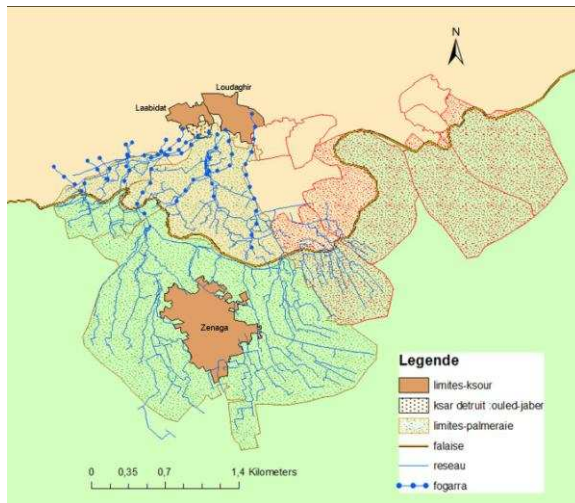 N
Loudaghir
Laabidat
Zenaga
Legende
limites-ksour
ksar detruit :ouled-jaber
limites-palmeraie
falaise
reseau
fogarra
0 0,35 0,7 1,4 Kilometers